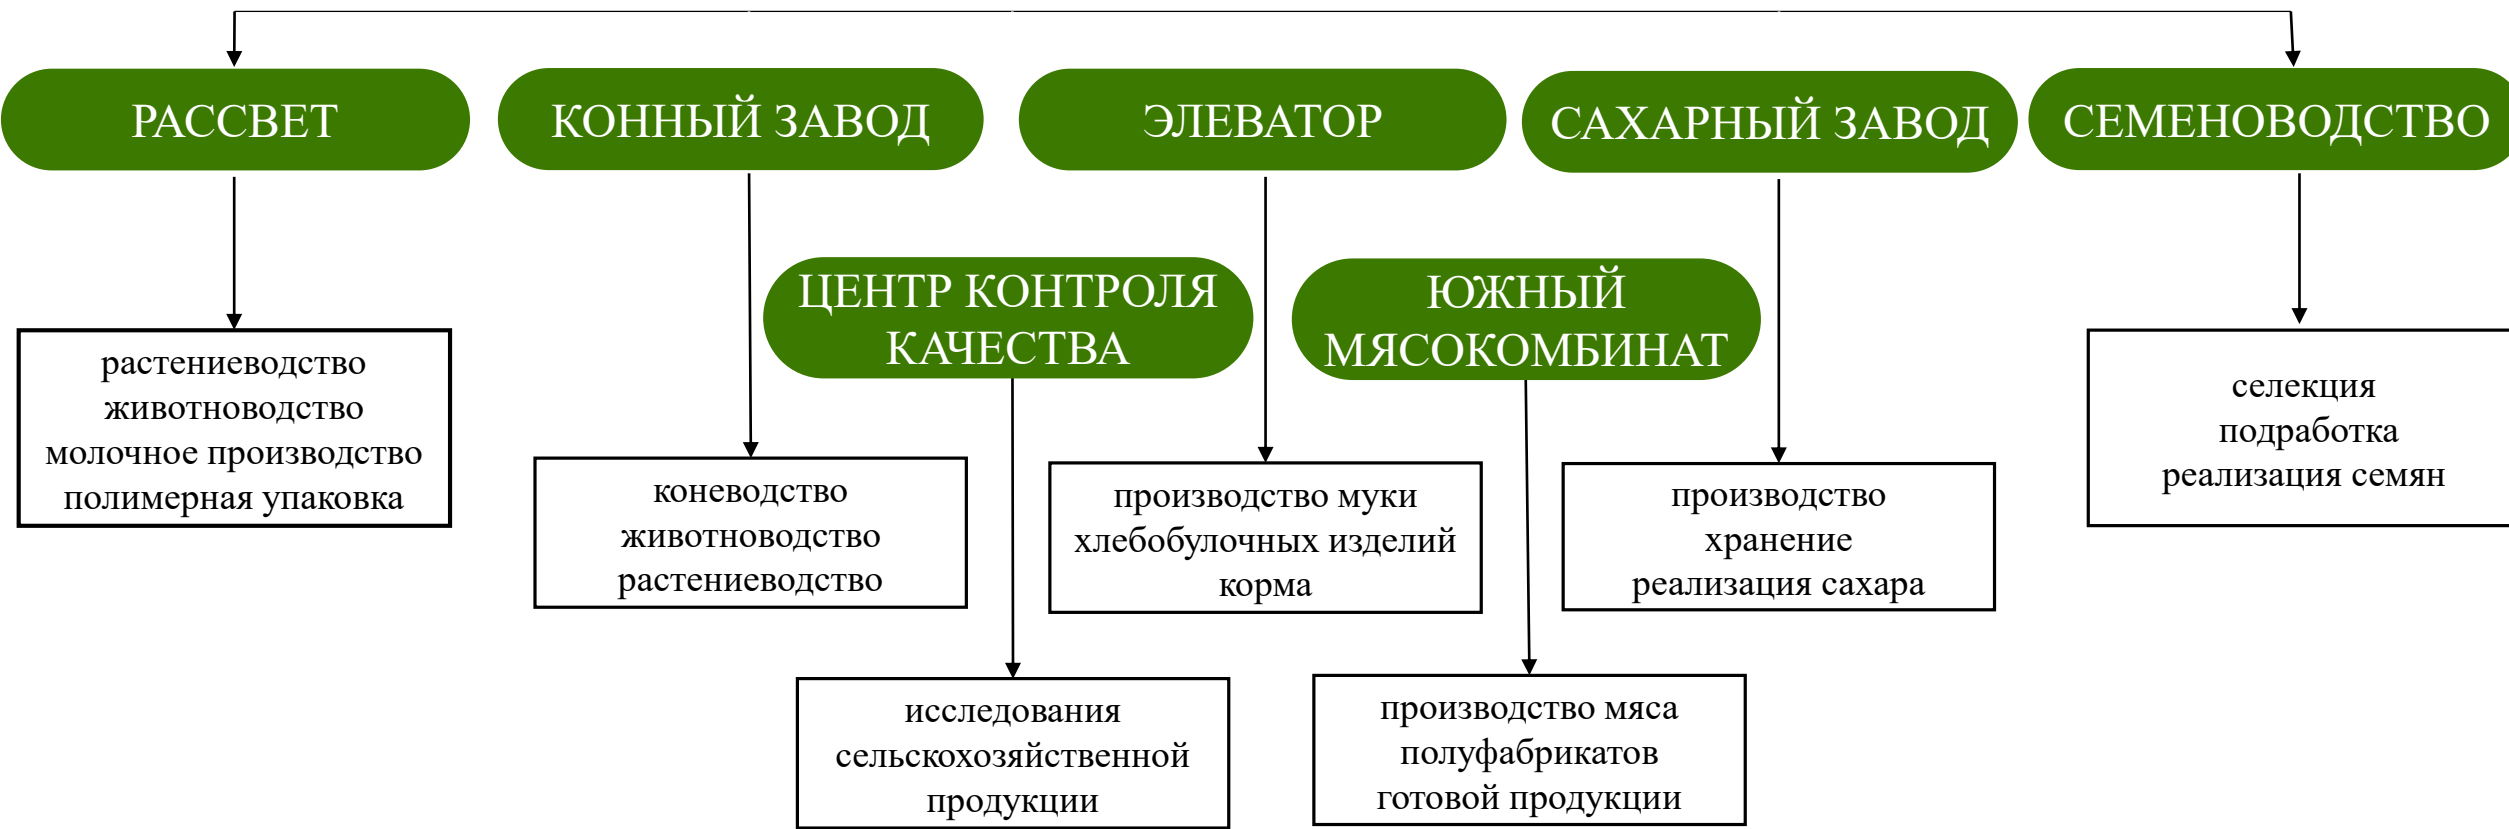 РАССВЕТ
КОННЫЙ ЗАВОД
ЭЛЕВАТОР
САХАРНЫЙ ЗАВОД
СЕМЕНОВОДСТВО
ЦЕНТР КОНТРОЛЯ
КАЧЕСТВА
ЮЖНЫЙ
МЯСОКОМБИНАТ
растениеводство
животноводство
молочное производство
полимерная упаковка
коневодство
животноводство
растениеводство
производство муки
хлебобулочных изделий
корма
производство
хранение
реализация сахара
селекция
подработка
реализация семян
исследования
сельскохозяйственной
продукции
производство мяса
полуфабрикатов
готовой продукции